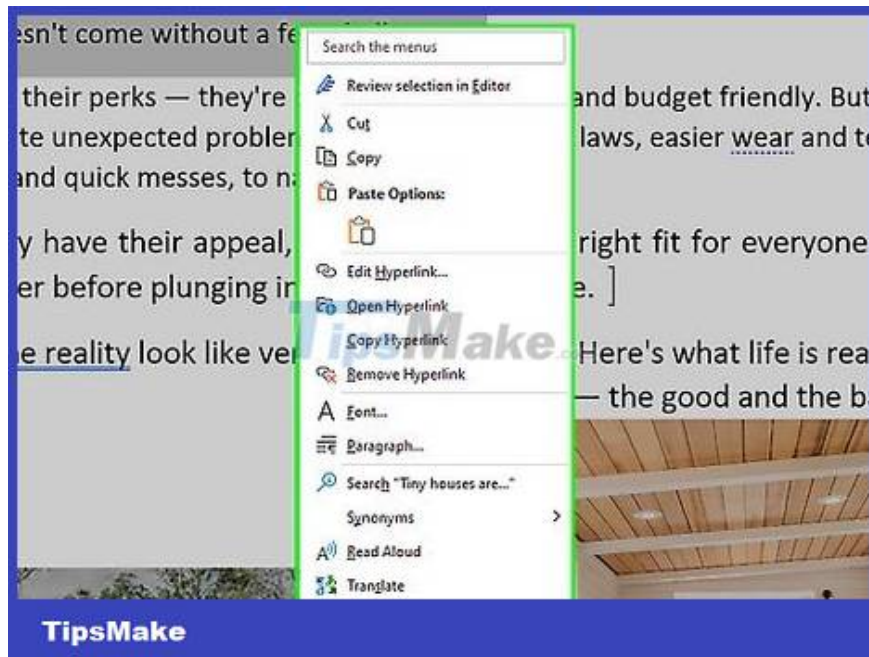 esn't come without a fe
their perks — they're
and budget friendly. But
te unexpected probler
laws, easier wear and te
and quick messes, to na
y have their appeal,
right fit for everyone
er before plunging in
e. ]
e reality look like ver
Here's what life is rea
— the good and the ba
Search the menus
Review selection in Editor
Cut
Copy
Paste Options:
Edit Hyperlink...
Open Hyperlink
Copy Hyperlink
Remove Hyperlink
Font...
Paragraph...
Search "Tiny houses are..."
Synonyms
Read Aloud
Translate
TipsMake
TipsMake